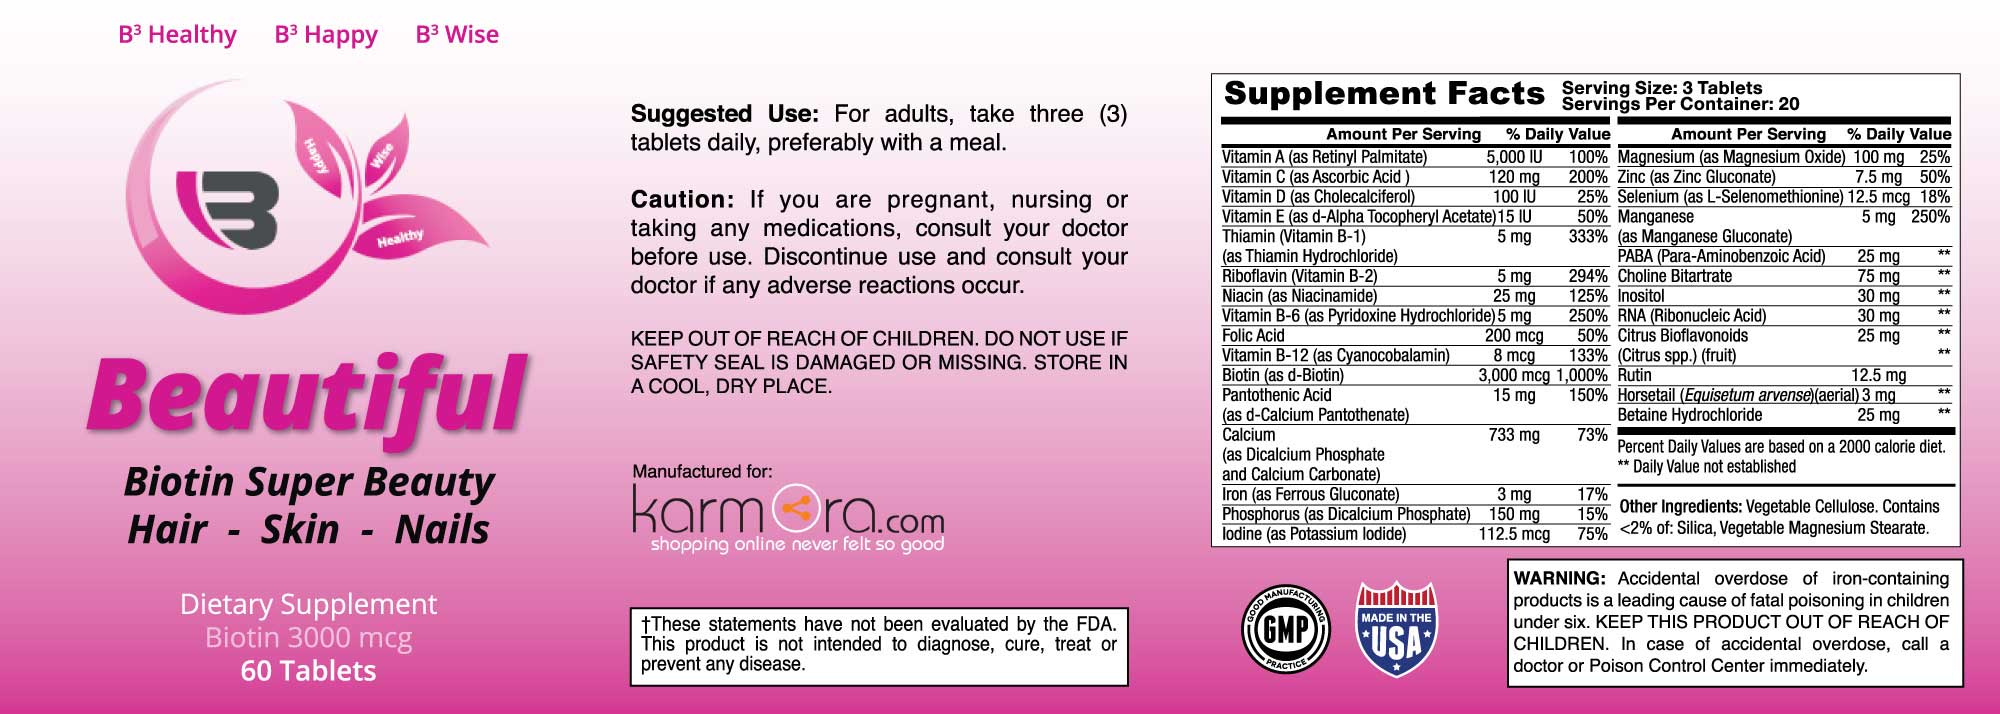 B³ Healthy B³ Happy B³ Wise
Happy
Wise
Healthy
B
Beautiful
Biotin Super Beauty
Hair - Skin - Nails
Dietary Supplement
Biotin 3000 mcg
60 Tablets
Suggested Use: For adults, take three (3)
tablets daily, preferably with a meal.
Caution: If you are pregnant, nursing or
taking any medications, consult your doctor
before use. Discontinue use and consult your
doctor if any adverse reactions occur.
KEEP OUT OF REACH OF CHILDREN. DO NOT USE IF
SAFETY SEAL IS DAMAGED OR MISSING. STORE IN
A COOL, DRY PLACE.
Manufactured for:
karmora.com
shopping online never felt so good
†These statements have not been evaluated by the FDA.
This product is not intended to diagnose, cure, treat or
prevent any disease.
Supplement Facts
Serving Size: 3 Tablets
Servings Per Container: 20
Amount Per Serving % Daily Value
Vitamin A (as Retinyl Palmitate) 5,000 IU 100%
Vitamin C (as Ascorbic Acid ) 120 mg 200%
Vitamin D (as Cholecalciferol) 100 IU 25%
Vitamin E (as d-Alpha Tocopheryl Acetate) 15 IU 50%
Thiamin (Vitamin B-1) 5 mg 333%
(as Thiamin Hydrochloride)
Riboflavin (Vitamin B-2) 5 mg 294%
Niacin (as Niacinamide) 25 mg 125%
Vitamin B-6 (as Pyridoxine Hydrochloride) 5 mg 250%
Folic Acid 200 mcg 50%
Vitamin B-12 (as Cyanocobalamin) 8 mcg 133%
Biotin (as d-Biotin) 3,000 mcg 1,000%
Pantothenic Acid 15 mg 150%
(as d-Calcium Pantothenate)
Calcium 733 mg 73%
(as Dicalcium Phosphate
and Calcium Carbonate)
Iron (as Ferrous Gluconate) 3 mg 17%
Phosphorus (as Dicalcium Phosphate) 150 mg 15%
Iodine (as Potassium Iodide) 112.5 mcg 75%
Amount Per Serving % Daily Value
Magnesium (as Magnesium Oxide) 100 mg 25%
Zinc (as Zinc Gluconate) 7.5 mg 50%
Selenium (as L-Selenomethionine) 12.5 mcg 18%
Manganese 5 mg 250%
(as Manganese Gluconate)
PABA (Para-Aminobenzoic Acid) 25 mg **
Choline Bitartrate 75 mg **
Inositol 30 mg **
RNA (Ribonucleic Acid) 30 mg **
Citrus Bioflavonoids 25 mg **
(Citrus spp.) (fruit) **
Rutin 12.5 mg
Horsetail (Equisetum arvense)(aerial) 3 mg **
Betaine Hydrochloride 25 mg **
Percent Daily Values are based on a 2000 calorie diet.
** Daily Value not established
Other Ingredients: Vegetable Cellulose. Contains
<2% of: Silica, Vegetable Magnesium Stearate.
GOOD MANUFACTURING
GMP
PRACTICE
MADE IN THE
USA
WARNING: Accidental overdose of iron-containing
products is a leading cause of fatal poisoning in children
under six. KEEP THIS PRODUCT OUT OF REACH OF
CHILDREN. In case of accidental overdose, call a
doctor or Poison Control Center immediately.